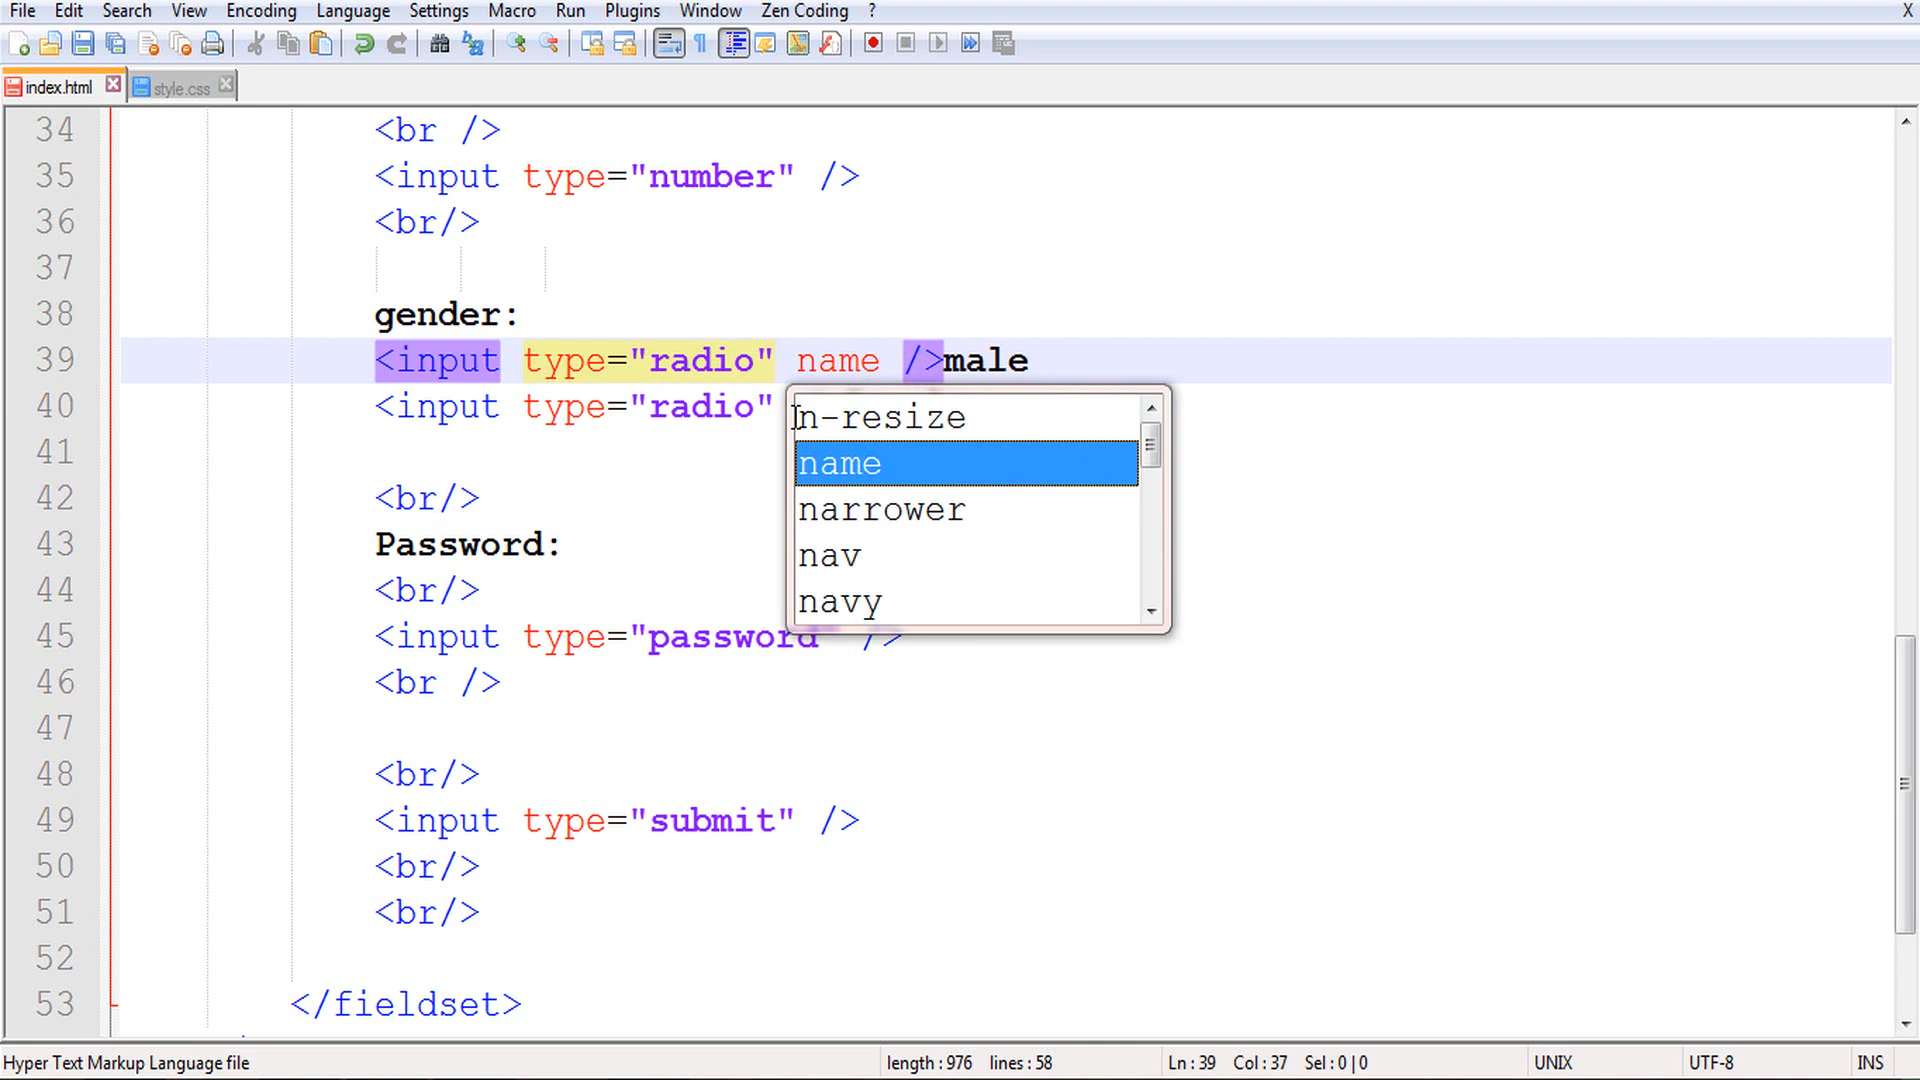 File Edit Search View Encoding Language Settings Macro Run Plugins Window Zen Coding ? X
index.html style.css
34 <br />
35 <input type="number" />
36 <br/>
37
38 gender:
39 <input type="radio" name />male
40 <input type="radio"
n-resize
41
name
42 <br/>
narrower
43 Password:
nav
44 <br/>
navy
45 <input type="password" />
46 <br />
47
48 <br/>
49 <input type="submit" />
50 <br/>
51 <br/>
52
53 </fieldset>
Hyper Text Markup Language file length : 976 lines : 58 Ln : 39 Col : 37 Sel : 0 | 0 UNIX UTF-8 INS